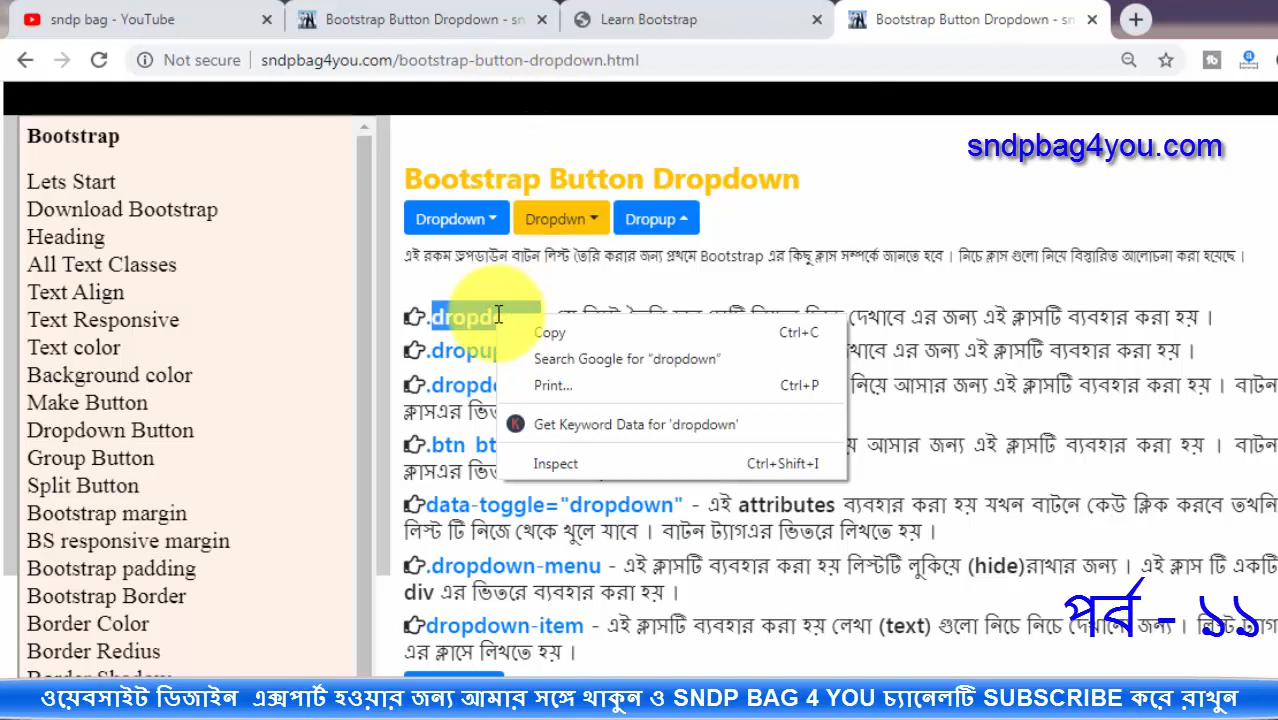 sndp bag - YouTube
Bootstrap Button Dropdown - sn
Learn Bootstrap
Bootstrap Button Dropdown - sn
Not secure
sndpbag4you.com/bootstrap-button-dropdown.html
sndpbag4you.com
Bootstrap
Lets Start
Download Bootstrap
Heading
All Text Classes
Text Align
Text Responsive
Text color
Background color
Make Button
Dropdown Button
Group Button
Split Button
Bootstrap margin
BS responsive margin
Bootstrap padding
Bootstrap Border
Border Color
Border Radius
Bootstrap Button Dropdown
Dropdown Dropdwn Dropup
এই রকম ড্রপডাউন বাটন লিস্ট তৈরি করার জন্য প্রথমে Bootstrap এর কিছু ক্লাস সম্পর্কে জানতে হবে । নিচে ক্লাস গুলো নিয়ে বিস্তারিত আলোচনা করা হয়েছে ।
দেখাবে এর জন্য এই ক্লাসটি ব্যবহার করা হয় ।
.dropup
খাবে এর জন্য এই ক্লাসটি ব্যবহার করা হয় ।
নিয়ে আসার জন্য এই ক্লাসটি ব্যবহার করা হয় । বাটন
ক্লাসএর ভিত
.btn
আসার জন্য এই ক্লাসটি ব্যবহার করা হয় । বাটন
ক্লাসএর ভিত
data-toggle="dropdown" - এই attributes ব্যবহার করা হয় যখন বাটনে কেউ ক্লিক করবে তখনি
লিস্ট টি নিজে থেকে খুলে যাবে । বাটন ট্যাগএর ভিতরে লিখতে হয় ।
.dropdown-menu - এই ক্লাসটি ব্যবহার করা হয় লিস্টটি লুকিয়ে (hide)রাখার জন্য । এই ক্লাস টি একটি
div এর ভিতরে ব্যবহার করা হয় ।
dropdown-item - এই ক্লাসটি ব্যবহার করা হয় লেখা (text) গুলো নিচে নিচে দেখানোর জন্য । লিস্ট ট্যাগ
এর ক্লাসে লিখতে হয় ।
Copy Ctrl+C
Search Google for "dropdown"
Print... Ctrl+P
Get Keyword Data for 'dropdown'
Inspect Ctrl+Shift+I
পর্ব - ১১
ওয়েবসাইট ডিজাইন এক্সপার্ট হওয়ার জন্য আমার সঙ্গে থাকুন ও SNDP BAG 4 YOU চ্যানেলটি SUBSCRIBE করে রাখুন